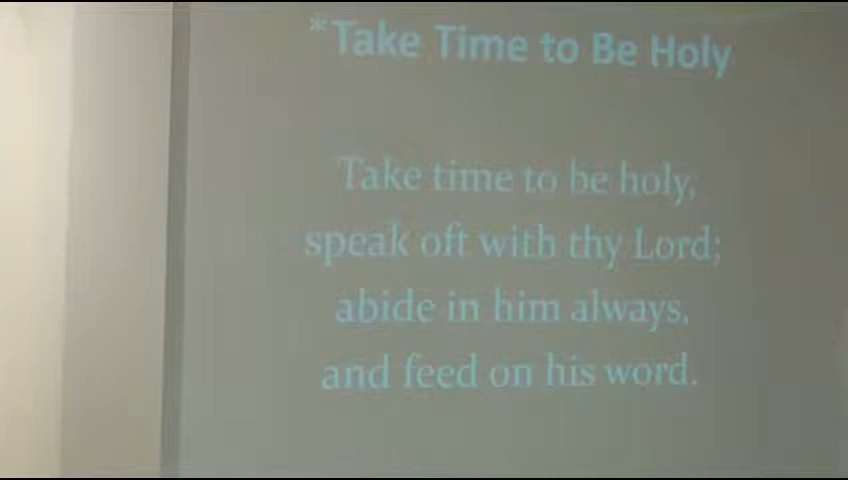 *Take Time to Be Holy
Take time to be holy,
speak oft with thy Lord;
abide in him always,
and feed on his word.